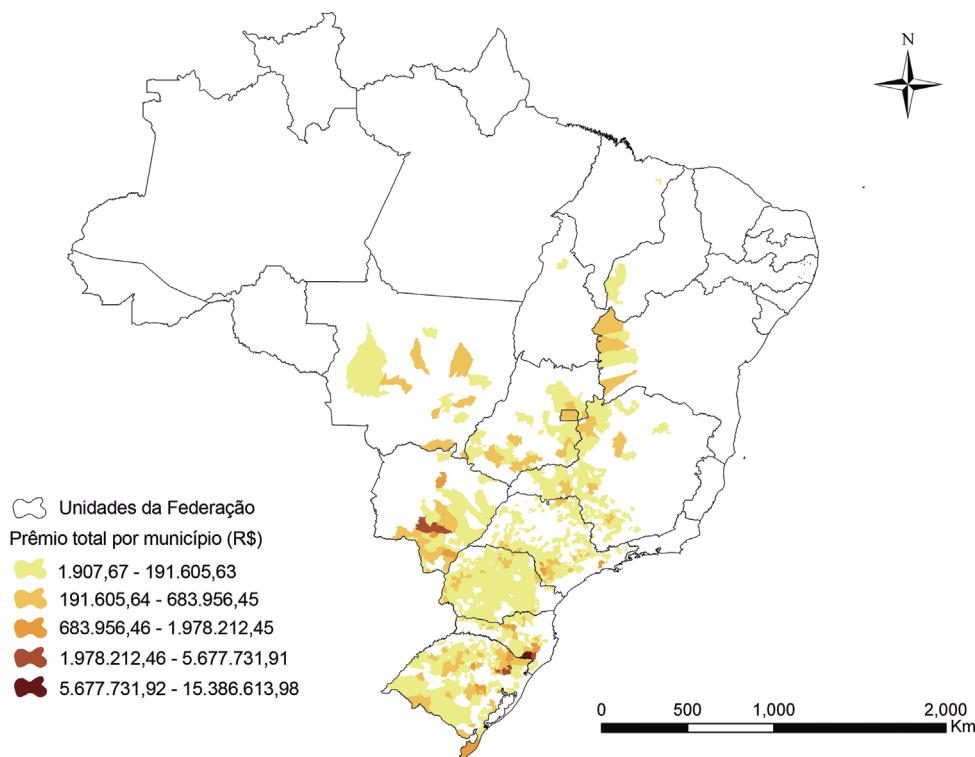 N
Unidades da Federação
Prêmio total por município (R$)
1.907,67 - 191.605,63
191.605,64 - 683.956,45
683.956,46 - 1.978.212,45
1.978.212,46 - 5.677.731,91
5.677.731,92 - 15.386.613,98
0 500 1,000 2,000
Km